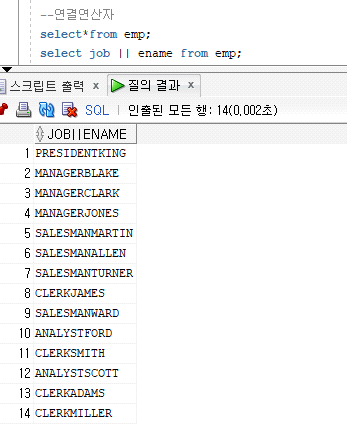 --연결연산자
select*from emp;
select job || ename from emp;
스크립트 출력 x 질의 결과 x
SQL | 인출된 모든 행: 14(0,002초)
JOB||ENAME
1 PRESIDENTKING
2 MANAGERBLAKE
3 MANAGERCLARK
4 MANAGERJONES
5 SALESMANMARTIN
6 SALESMANALLEN
7 SALESMANTURNER
8 CLERKJAMES
9 SALESMANWARD
10 ANALYSTFORD
11 CLERKSMITH
12 ANALYSTSCOTT
13 CLERKADAMS
14 CLERKMILLER